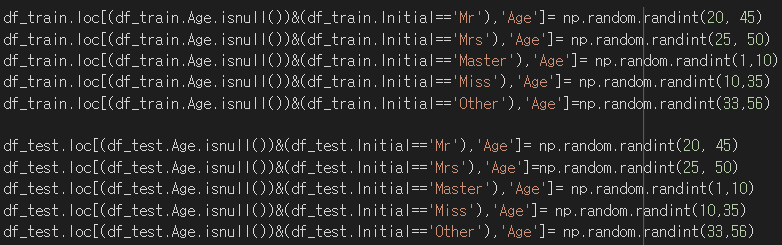 df_train.loc[(df_train.Age.isnull())&(df_train.Initial=='Mr'),'Age']= np.random.randint(20, 45)
df_train.loc[(df_train.Age.isnull())&(df_train.Initial=='Mrs'),'Age']= np.random.randint(25, 50)
df_train.loc[(df_train.Age.isnull())&(df_train.Initial=='Master'),'Age']= np.random.randint(1,10)
df_train.loc[(df_train.Age.isnull())&(df_train.Initial=='Miss'),'Age']= np.random.randint(10,35)
df_train.loc[(df_train.Age.isnull())&(df_train.Initial=='Other'),'Age']=np.random.randint(33,56)
df_test.loc[(df_test.Age.isnull())&(df_test.Initial=='Mr'),'Age']= np.random.randint(20, 45)
df_test.loc[(df_test.Age.isnull())&(df_test.Initial=='Mrs'),'Age']=np.random.randint(25, 50)
df_test.loc[(df_test.Age.isnull())&(df_test.Initial=='Master'),'Age']= np.random.randint(1,10)
df_test.loc[(df_test.Age.isnull())&(df_test.Initial=='Miss'),'Age']= np.random.randint(10,35)
df_test.loc[(df_test.Age.isnull())&(df_test.Initial=='Other'),'Age']= np.random.randint(33,56)